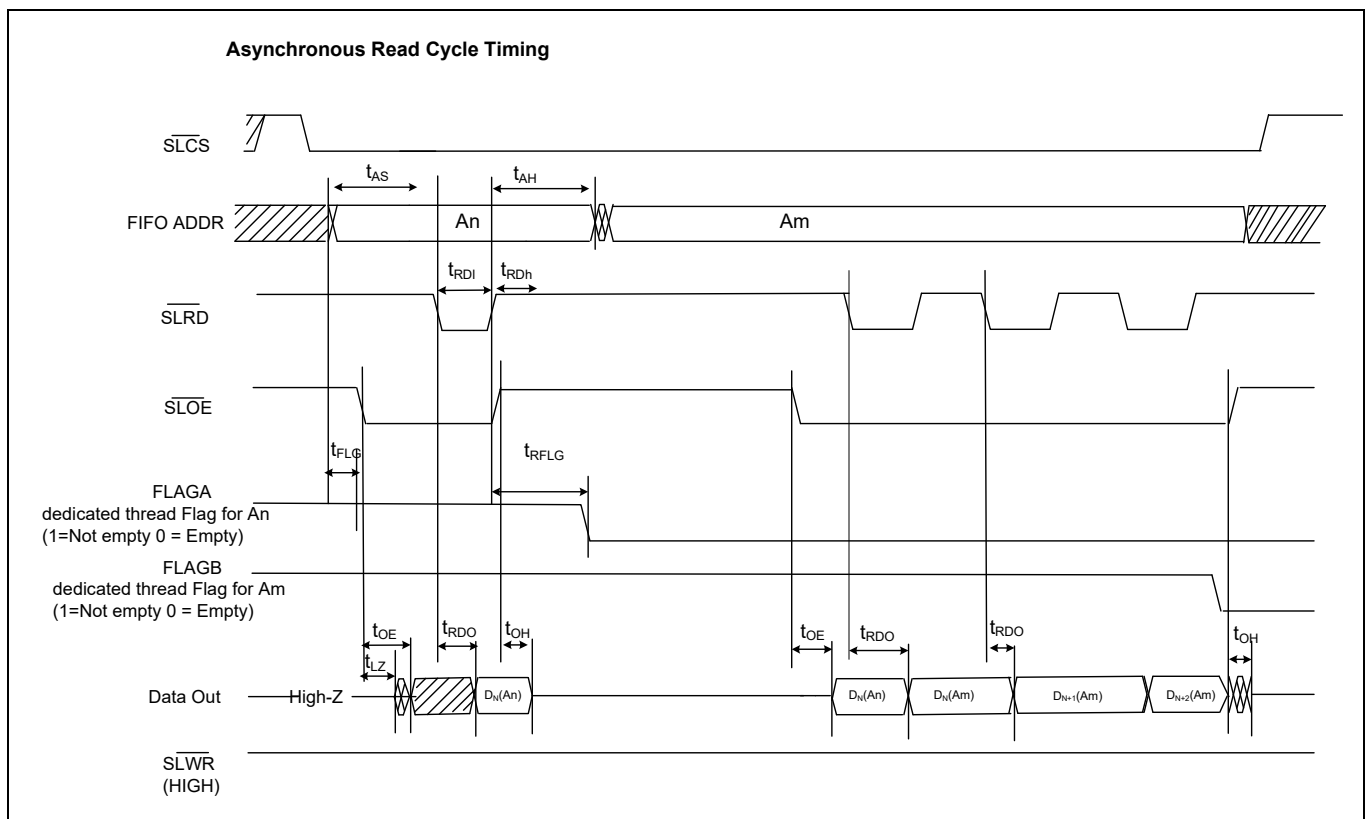 Asynchronous Read Cycle Timing
SLCS
tAS
tAH
FIFO ADDR
An
Am
tRDl
tRDh
SLRD
SLOE
tFLG
tRFLG
FLAGA
dedicated thread Flag for An
(1=Not empty 0 = Empty)
FLAGB
dedicated thread Flag for Am
(1=Not empty 0 = Empty)
tOE
tRDO
tOH
tOE
tRDO
tRDO
tOH
tLZ
Data Out
High-Z
DN(An)
DN(An)
DN(Am)
DN+1(Am)
DN+2(Am)
SLWR
(HIGH)